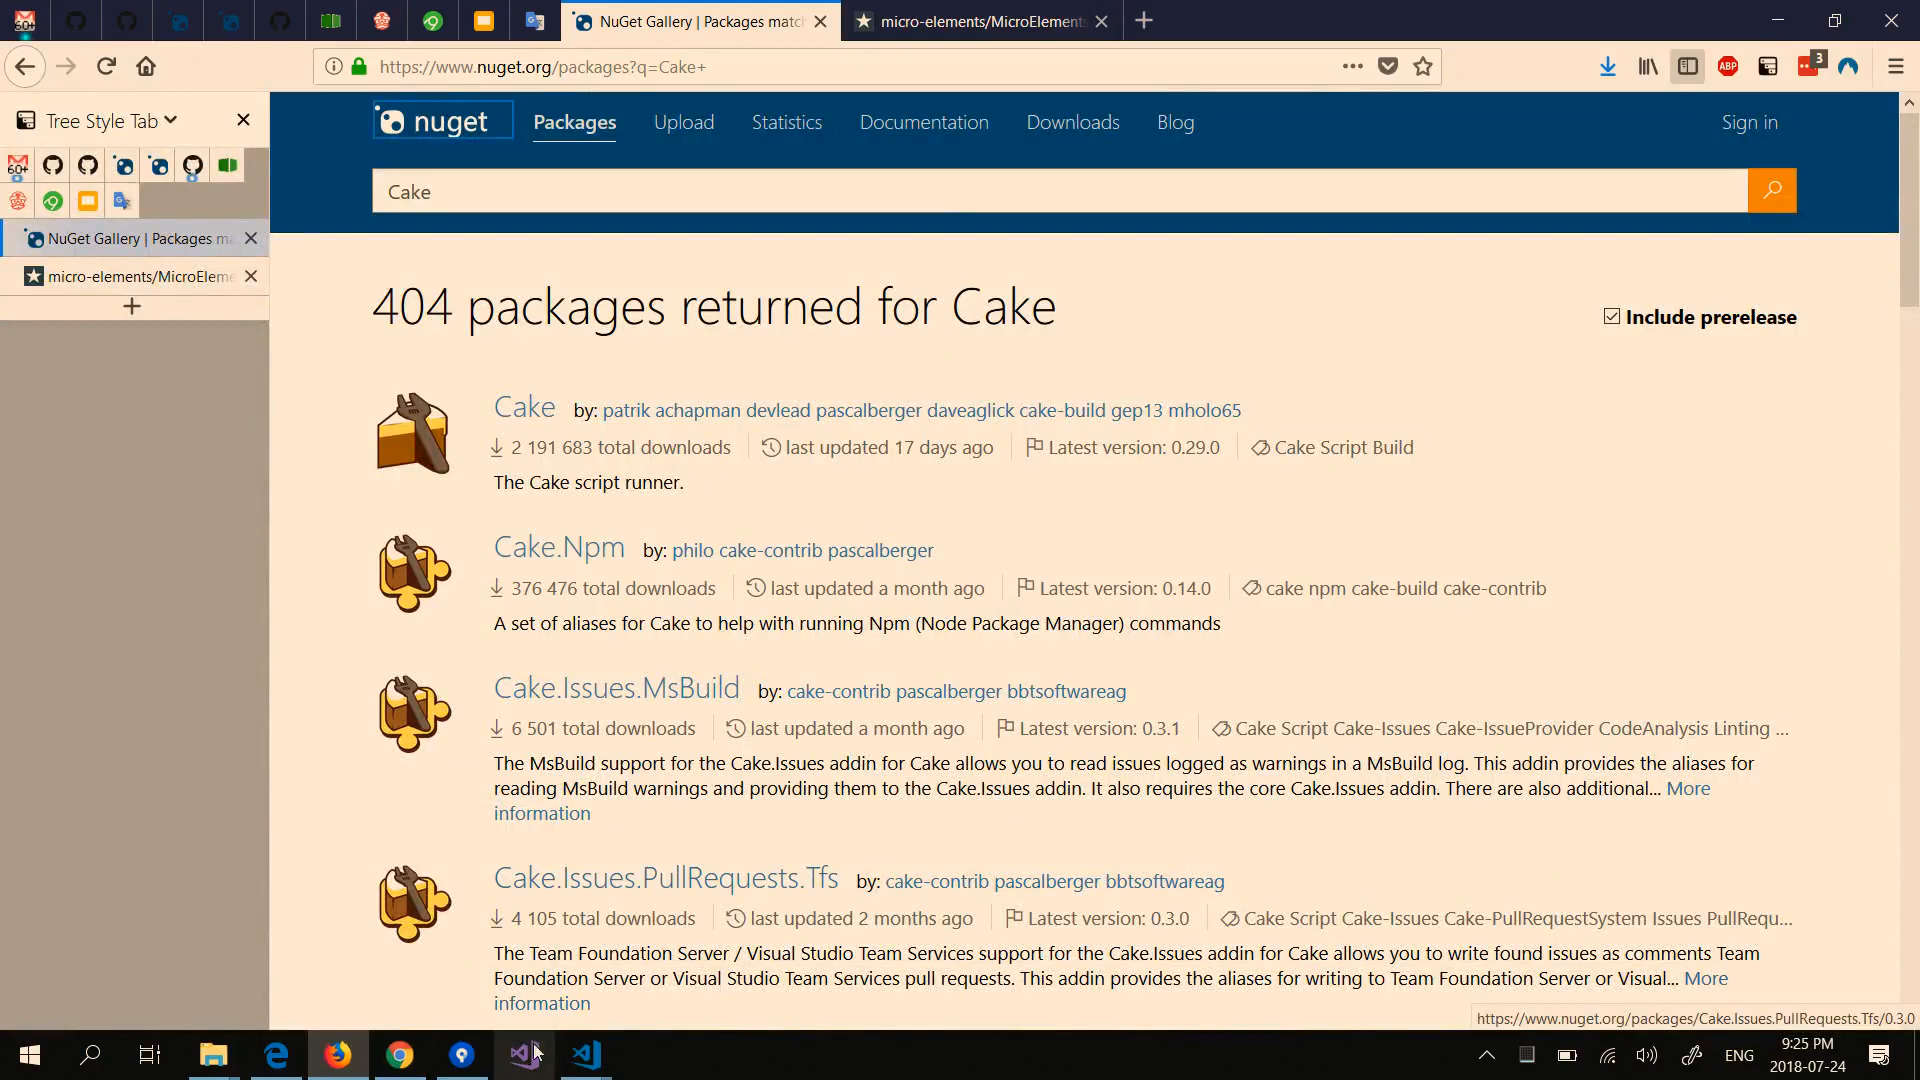 NuGet Gallery | Packages match
micro-elements/MicroElements
https://www.nuget.org/packages?q=Cake+
ABP
3
Tree Style Tab
60+
60+
NuGet Gallery | Packages ma
micro-elements/MicroEleme
nuget
Packages
Upload
Statistics
Documentation
Downloads
Blog
Sign in
Cake
404 packages returned for Cake
Include prerelease
Cake by: patrik achapman devlead pascalberger daveaglick cake-build gep13 mholo65
2 191 683 total downloads last updated 17 days ago Latest version: 0.29.0 Cake Script Build
The Cake script runner.
Cake.Npm by: philo cake-contrib pascalberger
376 476 total downloads last updated a month ago Latest version: 0.14.0 cake npm cake-build cake-contrib
A set of aliases for Cake to help with running Npm (Node Package Manager) commands
Cake.Issues.MsBuild by: cake-contrib pascalberger bbtsoftwareag
6 501 total downloads last updated a month ago Latest version: 0.3.1 Cake Script Cake-Issues Cake-IssueProvider CodeAnalysis Linting ...
The MsBuild support for the Cake.Issues addin for Cake allows you to read issues logged as warnings in a MsBuild log. This addin provides the aliases for
reading MsBuild warnings and providing them to the Cake.Issues addin. It also requires the core Cake.Issues addin. There are also additional... More
information
Cake.Issues.PullRequests.Tfs by: cake-contrib pascalberger bbtsoftwareag
4 105 total downloads last updated 2 months ago Latest version: 0.3.0 Cake Script Cake-Issues Cake-PullRequestSystem Issues PullRequ...
The Team Foundation Server / Visual Studio Team Services support for the Cake.Issues addin for Cake allows you to write found issues as comments Team
Foundation Server or Visual Studio Team Services pull requests. This addin provides the aliases for writing to Team Foundation Server or Visual... More
information
https://www.nuget.org/packages/Cake.Issues.PullRequests.Tfs/0.3.0
ENG
9:25 PM
2018-07-24